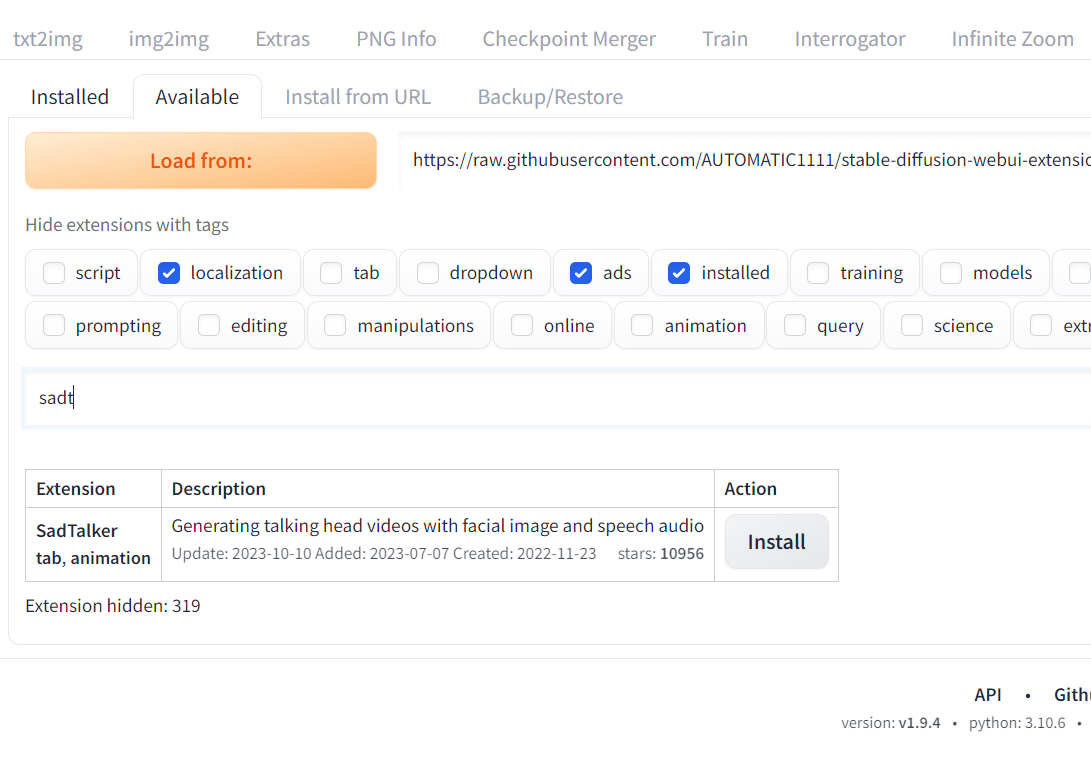 txt2img img2img Extras PNG Info Checkpoint Merger Train Interrogator Infinite Zoom
Installed Available Install from URL Backup/Restore
Load from: https://raw.githubusercontent.com/AUTOMATIC1111/stable-diffusion-webui-extensio
Hide extensions with tags
script localization tab dropdown ads installed training models
prompting editing manipulations online animation query science extr
sadt
Extension Description Action
SadTalker Generating talking head videos with facial image and speech audio Install
tab, animation Update: 2023-10-10 Added: 2023-07-07 Created: 2022-11-23 stars: 10956
Extension hidden: 319
API • Gith
version: v1.9.4 • python: 3.10.6 •